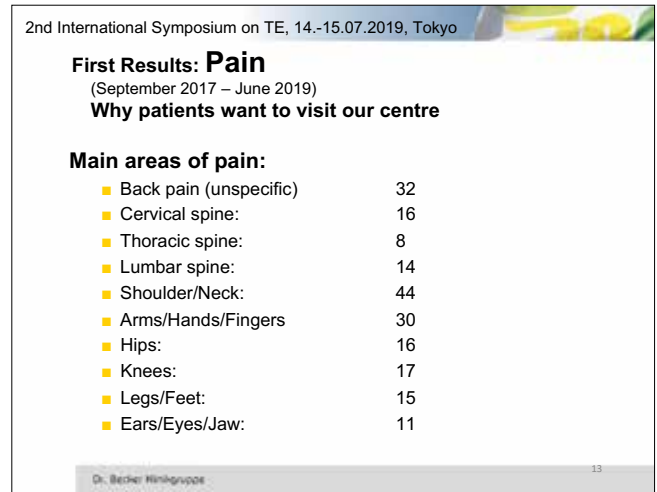 2nd International Symposium on TE, 14.-15.07.2019, Tokyo
First Results: Pain
(September 2017 – June 2019)
Why patients want to visit our centre
Main areas of pain:
Back pain (unspecific) 32
Cervical spine: 16
Thoracic spine: 8
Lumbar spine: 14
Shoulder/Neck: 44
Arms/Hands/Fingers 30
Hips: 16
Knees: 17
Legs/Feet: 15
Ears/Eyes/Jaw: 11
13
Dr. Becker Klinikgruppe